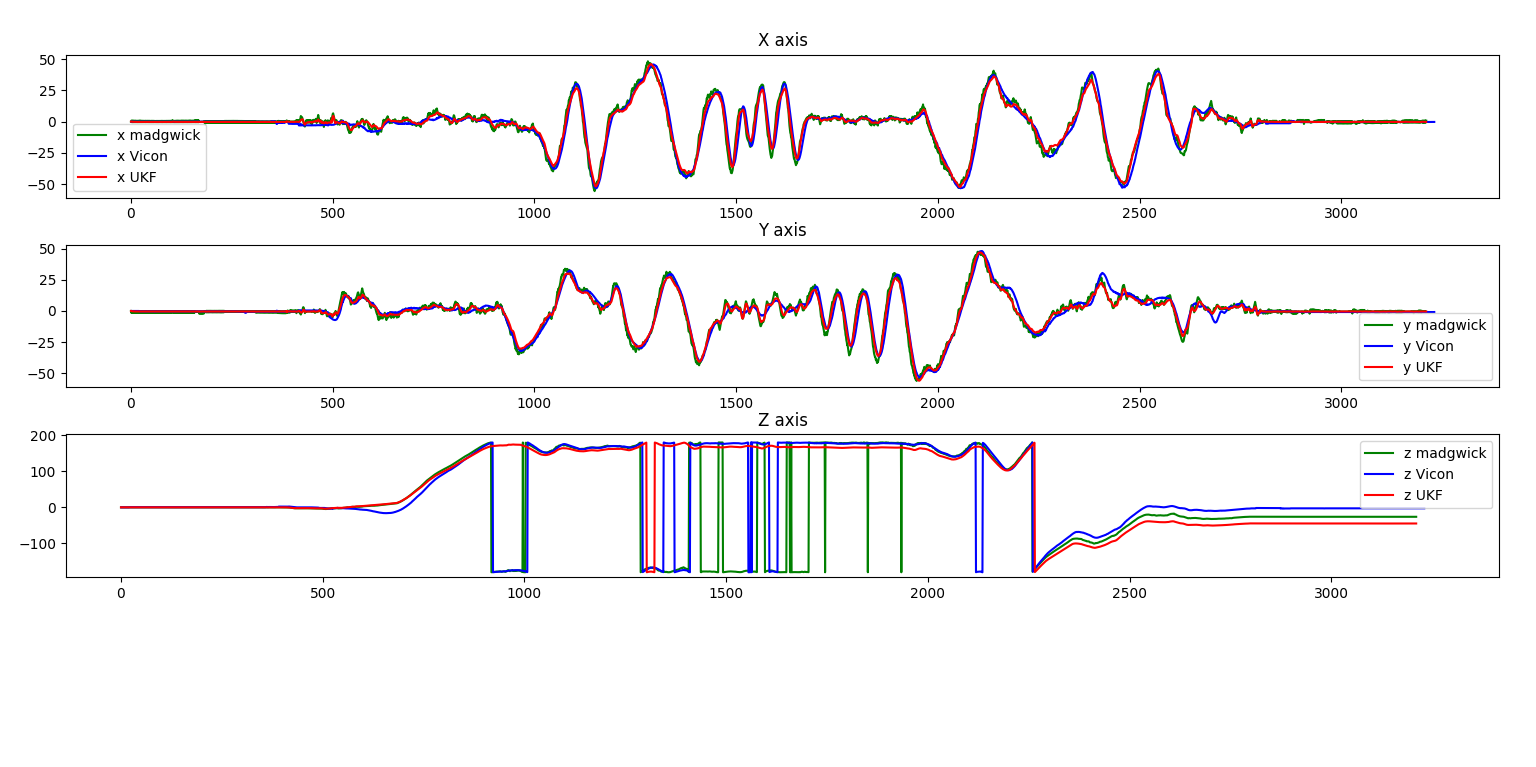 X axis
50
25
0
−25
−50
x madgwick
x Vicon
x UKF
0 500 1000 1500 2000 2500 3000
Y axis
50
25
0
−25
−50
y madgwick
y Vicon
y UKF
0 500 1000 1500 2000 2500 3000
Z axis
200
100
0
−100
z madgwick
z Vicon
z UKF
0 500 1000 1500 2000 2500 3000